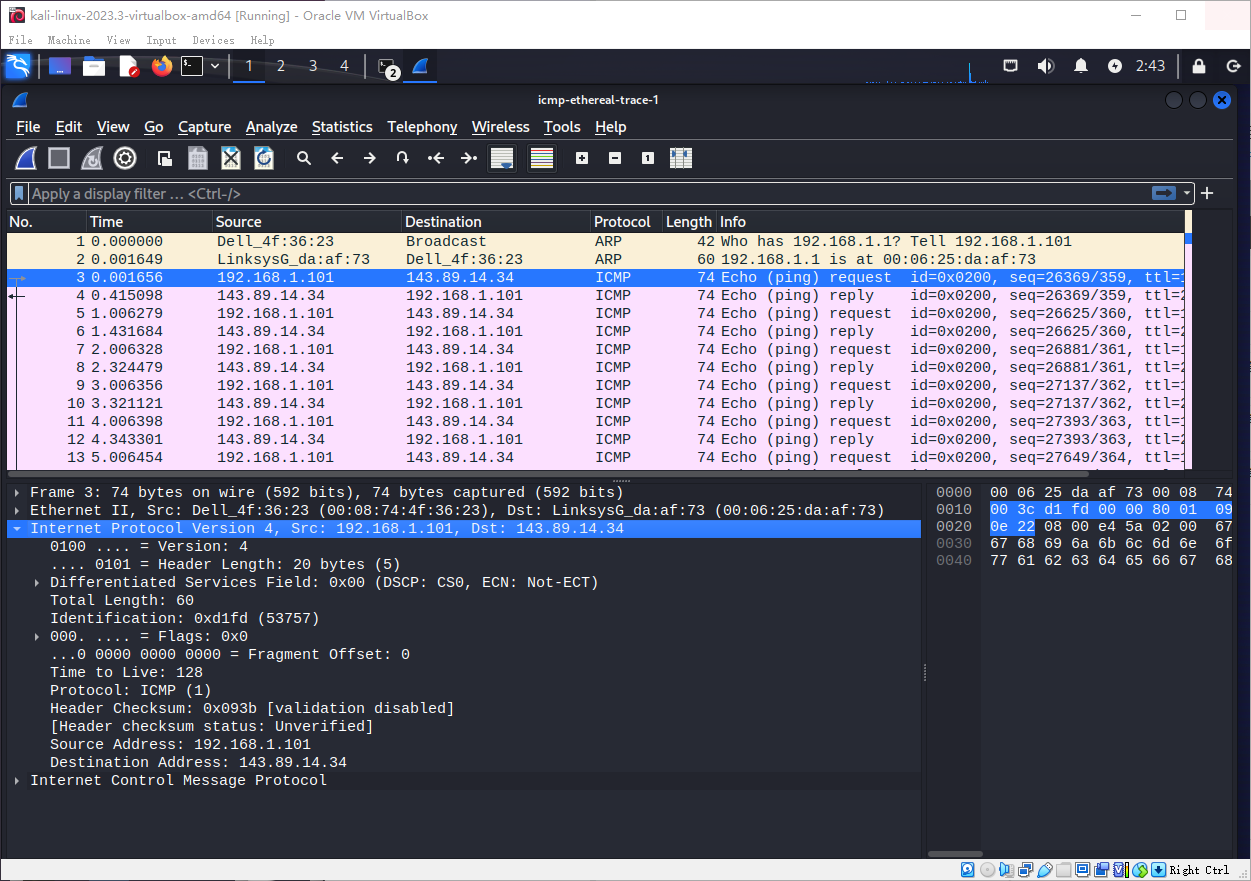 kali-linux-2023.3-virtualbox-amd64 [Running] - Oracle VM VirtualBox
File Machine View Input Devices Help
1 2 3 4 2 2:43
icmp-ethereal-trace-1
File Edit View Go Capture Analyze Statistics Telephony Wireless Tools Help
Apply a display filter ... <Ctrl-/>
No. Time Source Destination Protocol Length Info
1 0.000000 Dell_4f:36:23 Broadcast ARP 42 Who has 192.168.1.1? Tell 192.168.1.101
2 0.001649 LinksysG_da:af:73 Dell_4f:36:23 ARP 60 192.168.1.1 is at 00:06:25:da:af:73
3 0.001656 192.168.1.101 143.89.14.34 ICMP 74 Echo (ping) request id=0x0200, seq=26369/359, ttl=1
4 0.415098 143.89.14.34 192.168.1.101 ICMP 74 Echo (ping) reply id=0x0200, seq=26369/359, ttl=2
5 1.006279 192.168.1.101 143.89.14.34 ICMP 74 Echo (ping) request id=0x0200, seq=26625/360, ttl=1
6 1.431684 143.89.14.34 192.168.1.101 ICMP 74 Echo (ping) reply id=0x0200, seq=26625/360, ttl=2
7 2.006328 192.168.1.101 143.89.14.34 ICMP 74 Echo (ping) request id=0x0200, seq=26881/361, ttl=1
8 2.324479 143.89.14.34 192.168.1.101 ICMP 74 Echo (ping) reply id=0x0200, seq=26881/361, ttl=2
9 3.006356 192.168.1.101 143.89.14.34 ICMP 74 Echo (ping) request id=0x0200, seq=27137/362, ttl=1
10 3.321121 143.89.14.34 192.168.1.101 ICMP 74 Echo (ping) reply id=0x0200, seq=27137/362, ttl=2
11 4.006398 192.168.1.101 143.89.14.34 ICMP 74 Echo (ping) request id=0x0200, seq=27393/363, ttl=1
12 4.343301 143.89.14.34 192.168.1.101 ICMP 74 Echo (ping) reply id=0x0200, seq=27393/363, ttl=2
13 5.006454 192.168.1.101 143.89.14.34 ICMP 74 Echo (ping) request id=0x0200, seq=27649/364, ttl=1
Frame 3: 74 bytes on wire (592 bits), 74 bytes captured (592 bits)
Ethernet II, Src: Dell_4f:36:23 (00:08:74:4f:36:23), Dst: LinksysG_da:af:73 (00:06:25:da:af:73)
Internet Protocol Version 4, Src: 192.168.1.101, Dst: 143.89.14.34
0100 .... = Version: 4
.... 0101 = Header Length: 20 bytes (5)
Differentiated Services Field: 0x00 (DSCP: CS0, ECN: Not-ECT)
Total Length: 60
Identification: 0xd1fd (53757)
000. .... = Flags: 0x0
...0 0000 0000 0000 = Fragment Offset: 0
Time to Live: 128
Protocol: ICMP (1)
Header Checksum: 0x093b [validation disabled]
[Header checksum status: Unverified]
Source Address: 192.168.1.101
Destination Address: 143.89.14.34
Internet Control Message Protocol
0000 00 06 25 da af 73 00 08 74
0010 00 3c d1 fd 00 00 80 01 09
0020 0e 22 08 00 e4 5a 02 00 67
0030 67 68 69 6a 6b 6c 6d 6e 6f
0040 77 61 62 63 64 65 66 67 68
Right Ctrl